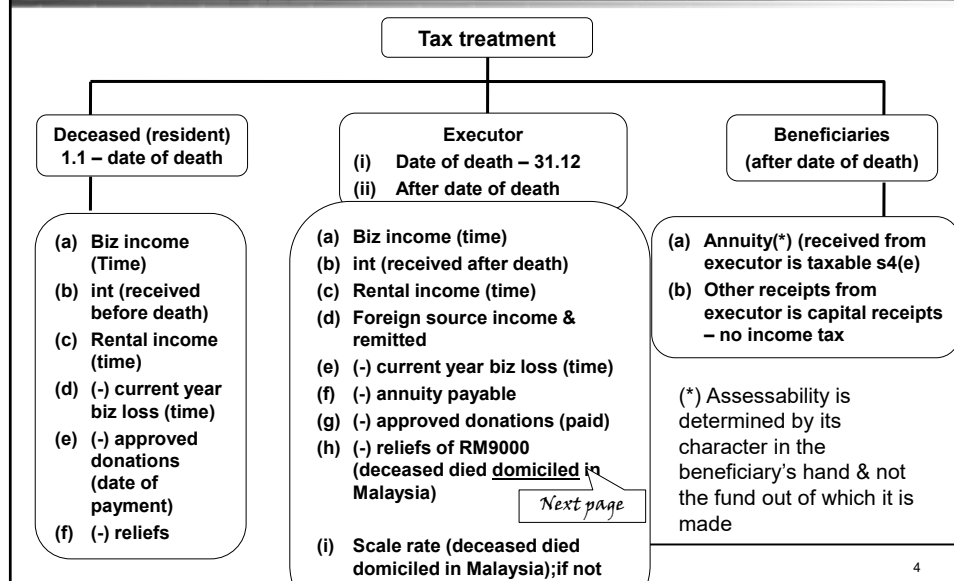 Tax treatment
Deceased (resident)
1.1 – date of death
(a) Biz income
(Time)
(b) int (received
before death)
(c) Rental income
(time)
(d) (-) current year
biz loss (time)
(e) (-) approved
donations
(date of
payment)
(f) (-) reliefs
Executor
(i) Date of death – 31.12
(ii) After date of death
(a) Biz income (time)
(b) int (received after death)
(c) Rental income (time)
(d) Foreign source income &
remitted
(e) (-) current year biz loss (time)
(f) (-) annuity payable
(g) (-) approved donations (paid)
(h) (-) reliefs of RM9000
(deceased died domiciled in
Malaysia)
Next page
(i) Scale rate (deceased died
domiciled in Malaysia);if not
Beneficiaries
(after date of death)
(a) Annuity(*) (received from
executor is taxable s4(e)
(b) Other receipts from
executor is capital receipts
– no income tax
(*) Assessability is
determined by its
character in the
beneficiary’s hand & not
the fund out of which it is
made
4